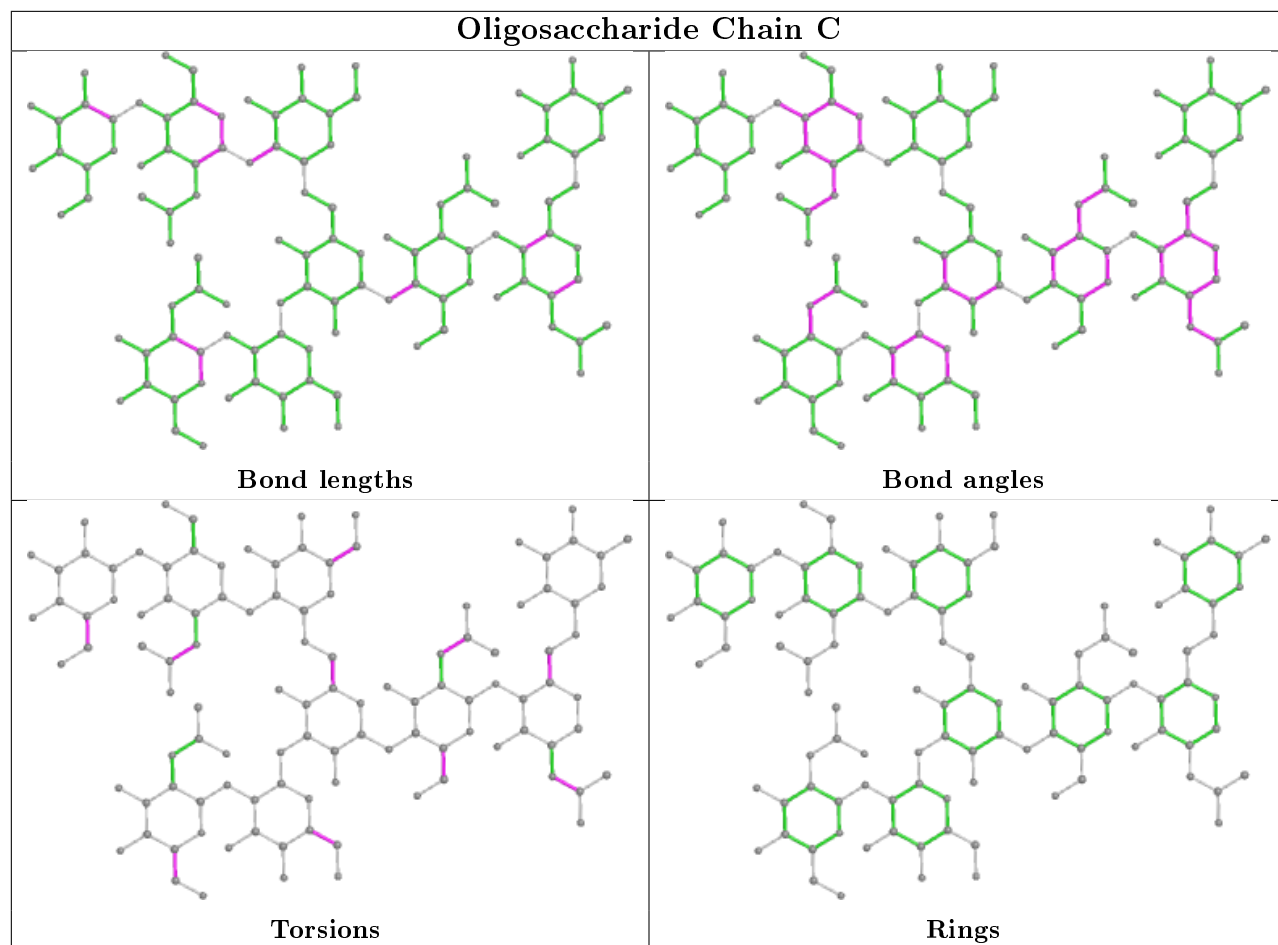 Oligosaccharide Chain C
Bond lengths
Bond angles
Torsions
Rings